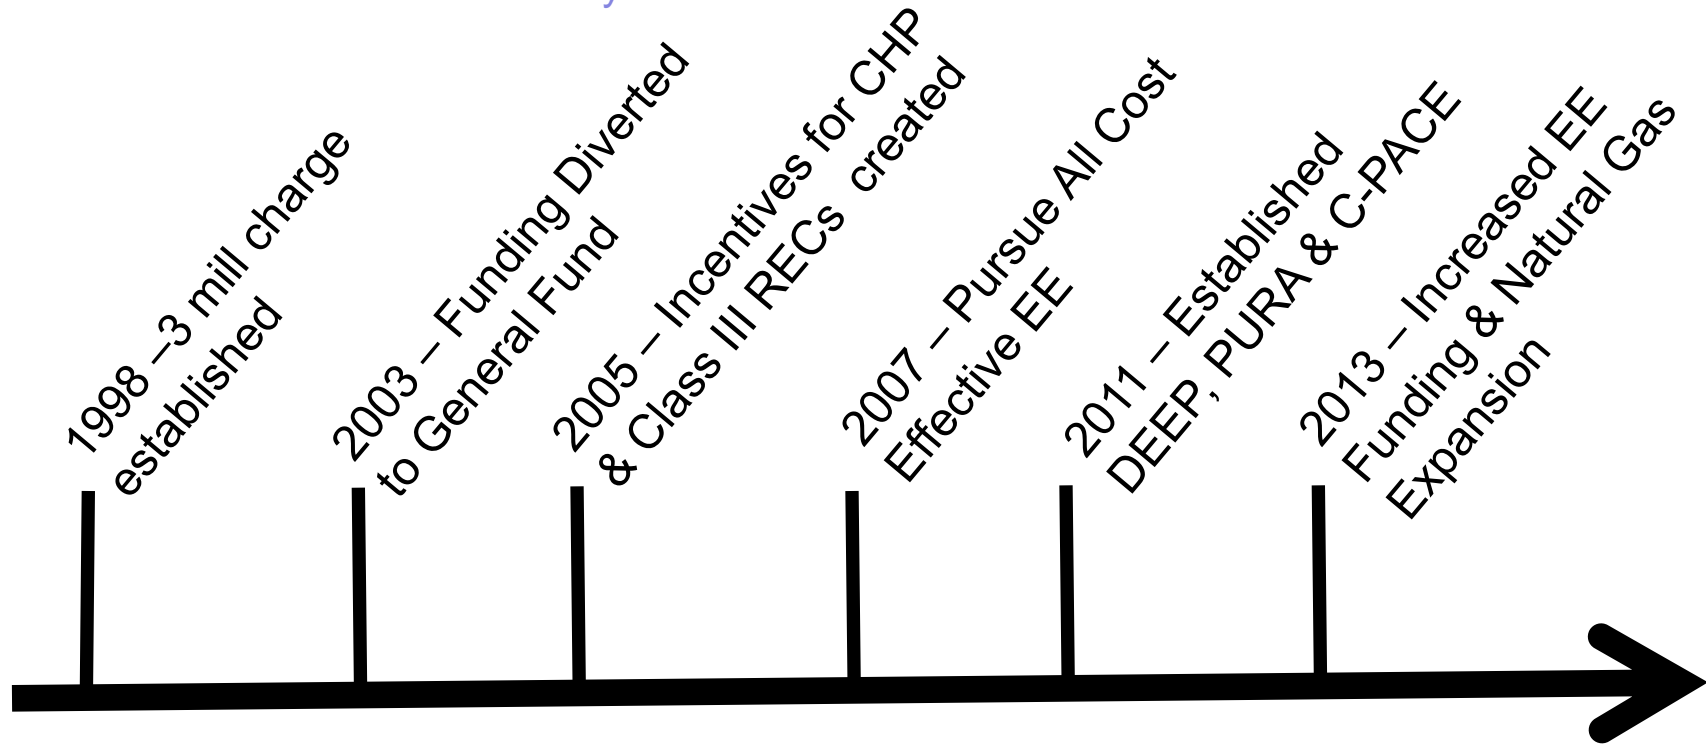 1998 –3 mill charge
established
2003 – Funding Diverted
to General Fund
2005 – Incentives for CHP
& Class IIII RECs created
2007 – Pursue All Cost
Effective EE
2011 – Established
DEEP, PURA & C-PACE
2013 – Increased EE
Funding & Natural Gas
Expansion